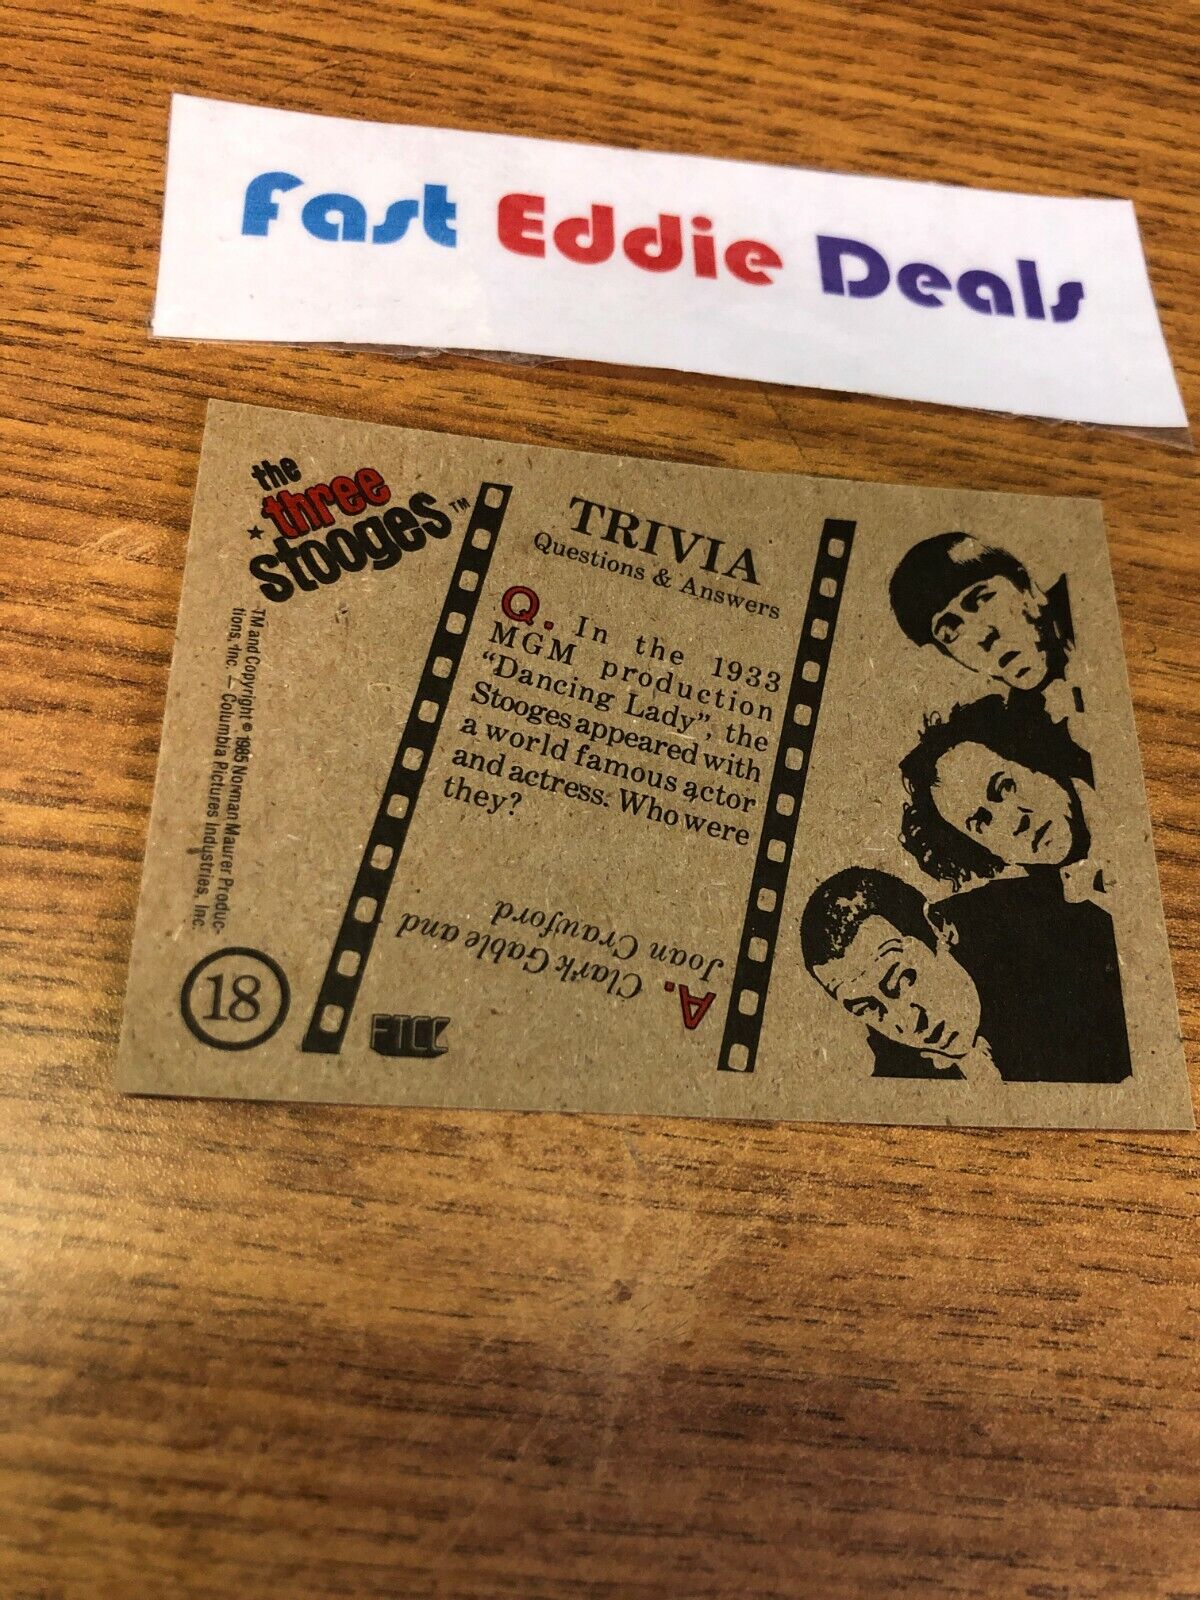 Fast Eddie Deals
the
three
stooges™
TM and Copyright © 1985 Norman Maurer Produc-
tions, Inc. — Columbia Pictures Industries, Inc.
18
TRIVIA
Questions & Answers
Q. In the 1933
MGM production
“Dancing Lady”, the
Stooges appeared with
a world famous actor
and actress. Who were
they?
A. Clark Gable and
Joan Crawford
FTCC